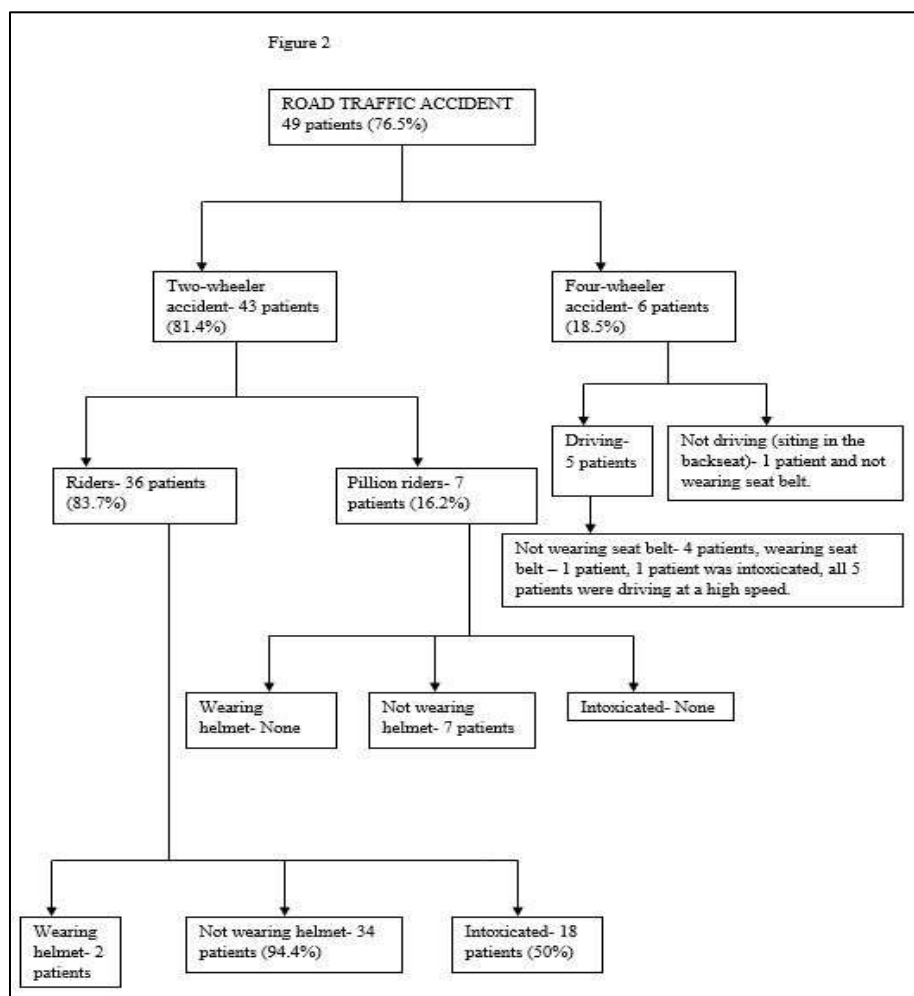 Figure 2
ROAD TRAFFIC ACCIDENT
49 patients (76.5%)
Two-wheeler
accident- 43 patients
(81.4%)
Four-wheeler
accident- 6 patients
(18.5%)
Driving-
5 patients
Not driving (siting in the
backseat)- 1 patient and not
wearing seat belt.
Riders- 36 patients
(83.7%)
Pillion riders- 7
patients (16.2%)
Not wearing seat belt- 4 patients, wearing seat
belt – 1 patient, 1 patient was intoxicated, all 5
patients were driving at a high speed.
Wearing
helmet- None
Not wearing
helmet- 7 patients
Intoxicated- None
Wearing
helmet- 2
patients
Not wearing helmet- 34
patients (94.4%)
Intoxicated- 18
patients (50%)